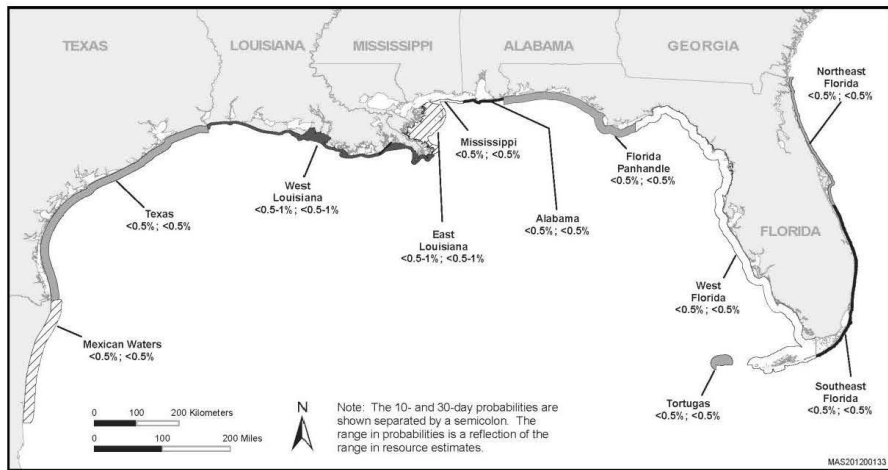 TEXAS
LOUISIANA
MISSISSIPPI
ALABAMA
GEORGIA
Northeast
Florida
<0.5%; <0.5%
Mississippi
<0.5%; <0.5%
Florida
Panhandle
<0.5%; <0.5%
West
Louisiana
<0.5-1%; <0.5-1%
Texas
<0.5%; <0.5%
Alabama
<0.5%; <0.5%
East
Louisiana
<0.5-1%; <0.5-1%
FLORIDA
West
Florida
<0.5%; <0.5%
Mexican Waters
<0.5%; <0.5%
Southeast
Florida
<0.5%; <0.5%
Tortugas
<0.5%; <0.5%
0 100 200 Kilometers
0 100 200 Miles
N
Note: The 10- and 30-day probabilities are
shown separated by a semicolon. The
range in probabilities is a reflection of the
range in resource estimates.
MAS201200133